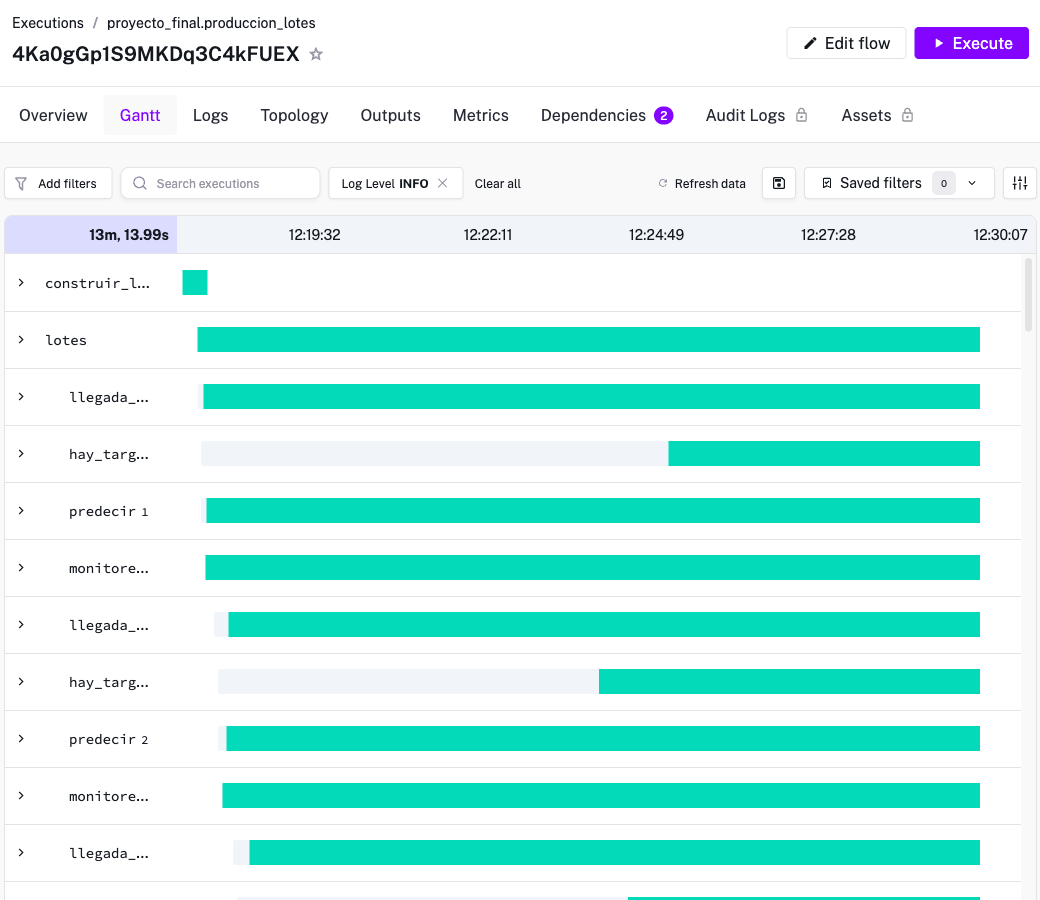 Executions / proyecto_final.produccion_lotes
4Ka0gGp1S9MKDq3C4kFUEX
Edit flow
Execute
Overview
Gantt
Logs
Topology
Outputs
Metrics
Dependencies 2
Audit Logs
Assets
Add filters
Search executions
Log Level INFO
Clear all
Refresh data
Saved filters 0
13m, 13.99s
12:19:32
12:22:11
12:24:49
12:27:28
12:30:07
construir_l...
lotes
llegada_...
hay_targ...
predecir 1
monitore...
llegada_...
hay_targ...
predecir 2
monitore...
llegada_...